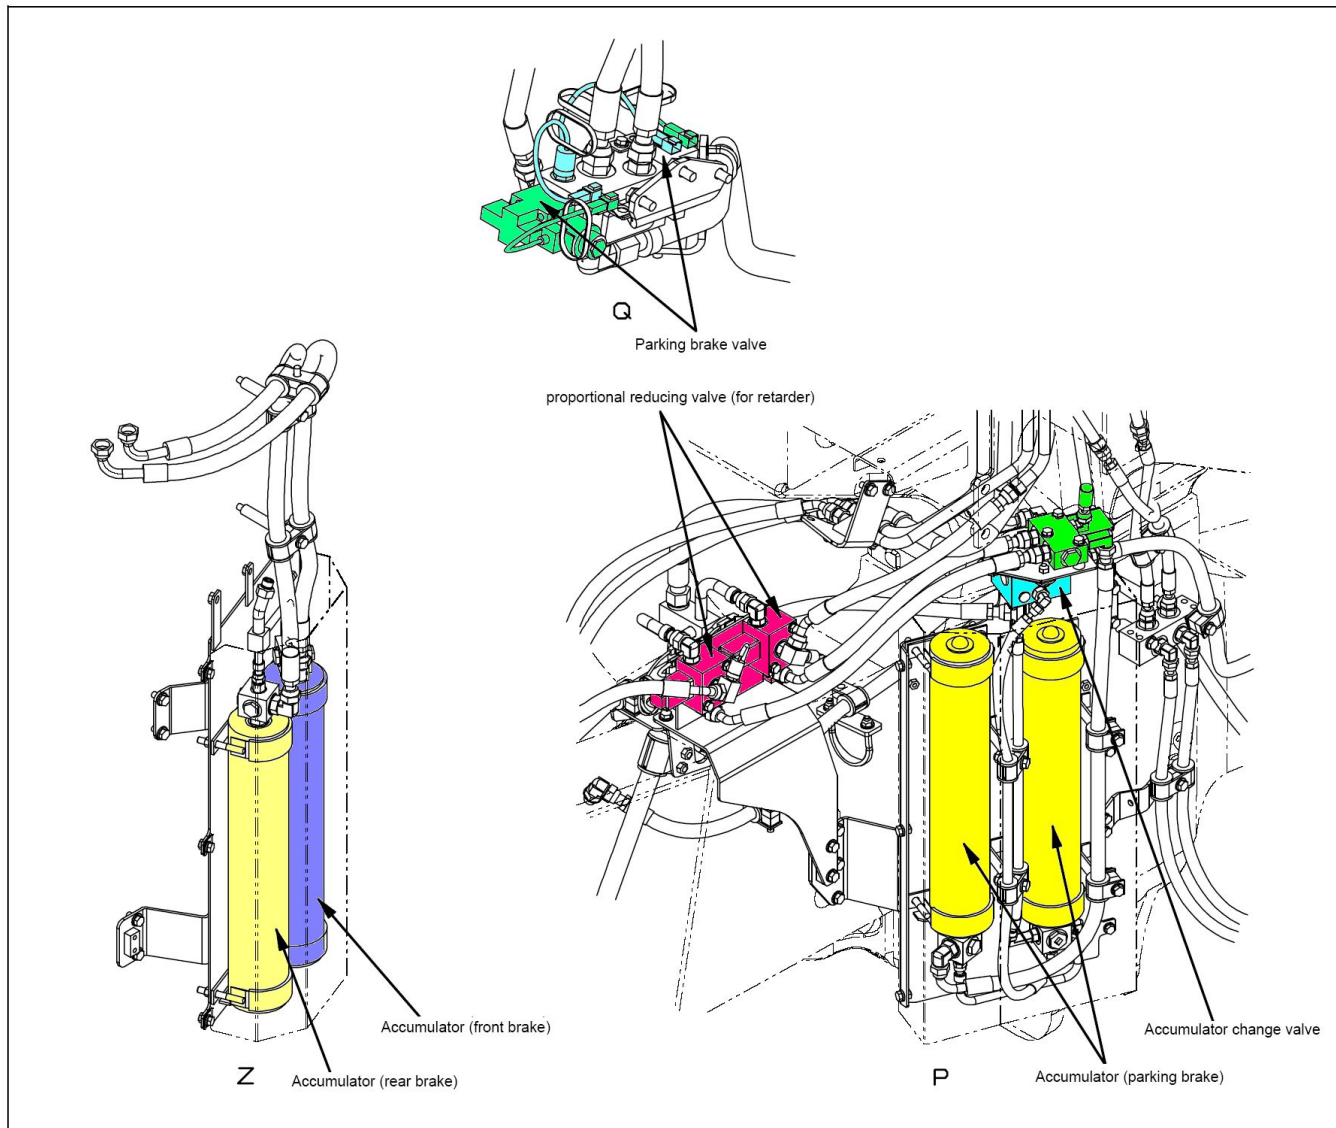 Q
Parking brake valve
proportional reducing valve (for retarder)
Accumulator (front brake)
Accumulator change valve
Z
Accumulator (rear brake)
P
Accumulator (parking brake)